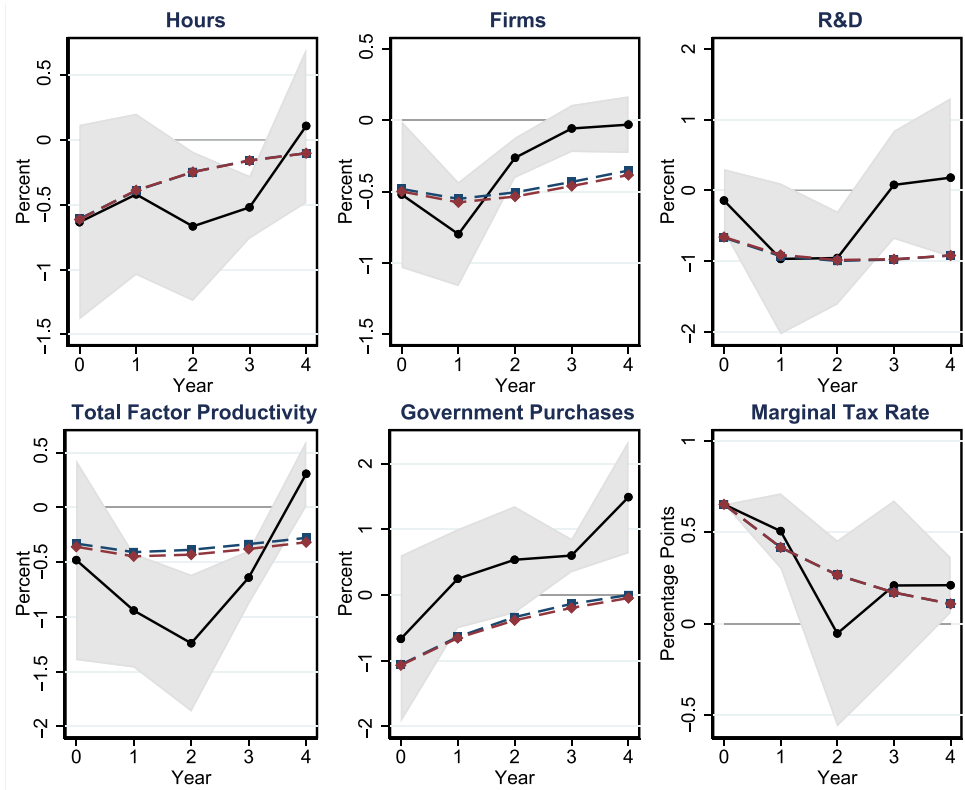 Hours
Percent
0.5
0
−0.5
−1
−1.5
0 1 2 3 4
Year
Firms
Percent
0.5
0
−0.5
−1
−1.5
0 1 2 3 4
Year
R&D
Percent
2
1
0
−1
−2
0 1 2 3 4
Year
Total Factor Productivity
Percent
0.5
0
−0.5
−1
−1.5
−2
0 1 2 3 4
Year
Government Purchases
Percent
2
1
0
−1
−2
0 1 2 3 4
Year
Marginal Tax Rate
Percentage Points
1
0.5
0
−0.5
0 1 2 3 4
Year